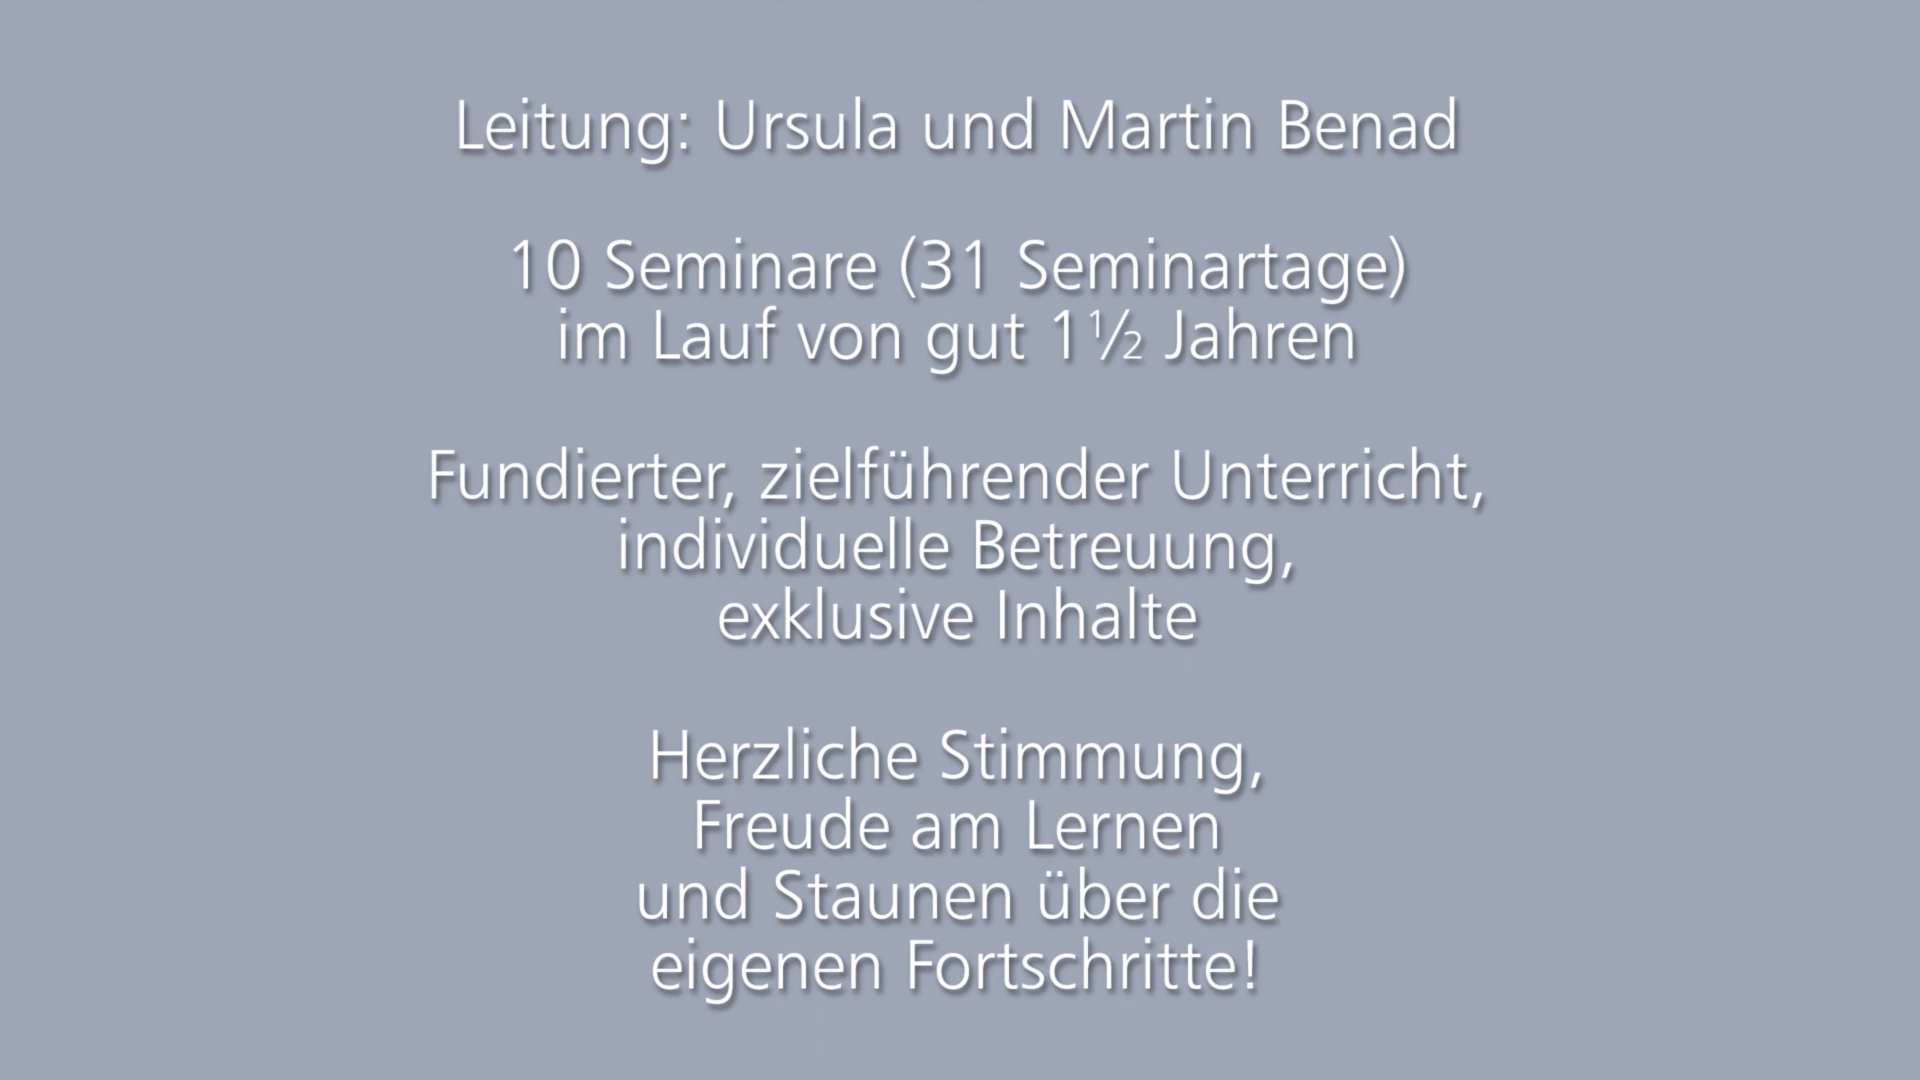 Leitung: Ursula und Martin Benad
10 Seminare (31 Seminartage)
im Lauf von gut 1½ Jahren
Fundierter, zielführender Unterricht,
individuelle Betreuung,
exklusive Inhalte
Herzliche Stimmung,
Freude am Lernen
und Staunen über die
eigenen Fortschritte!